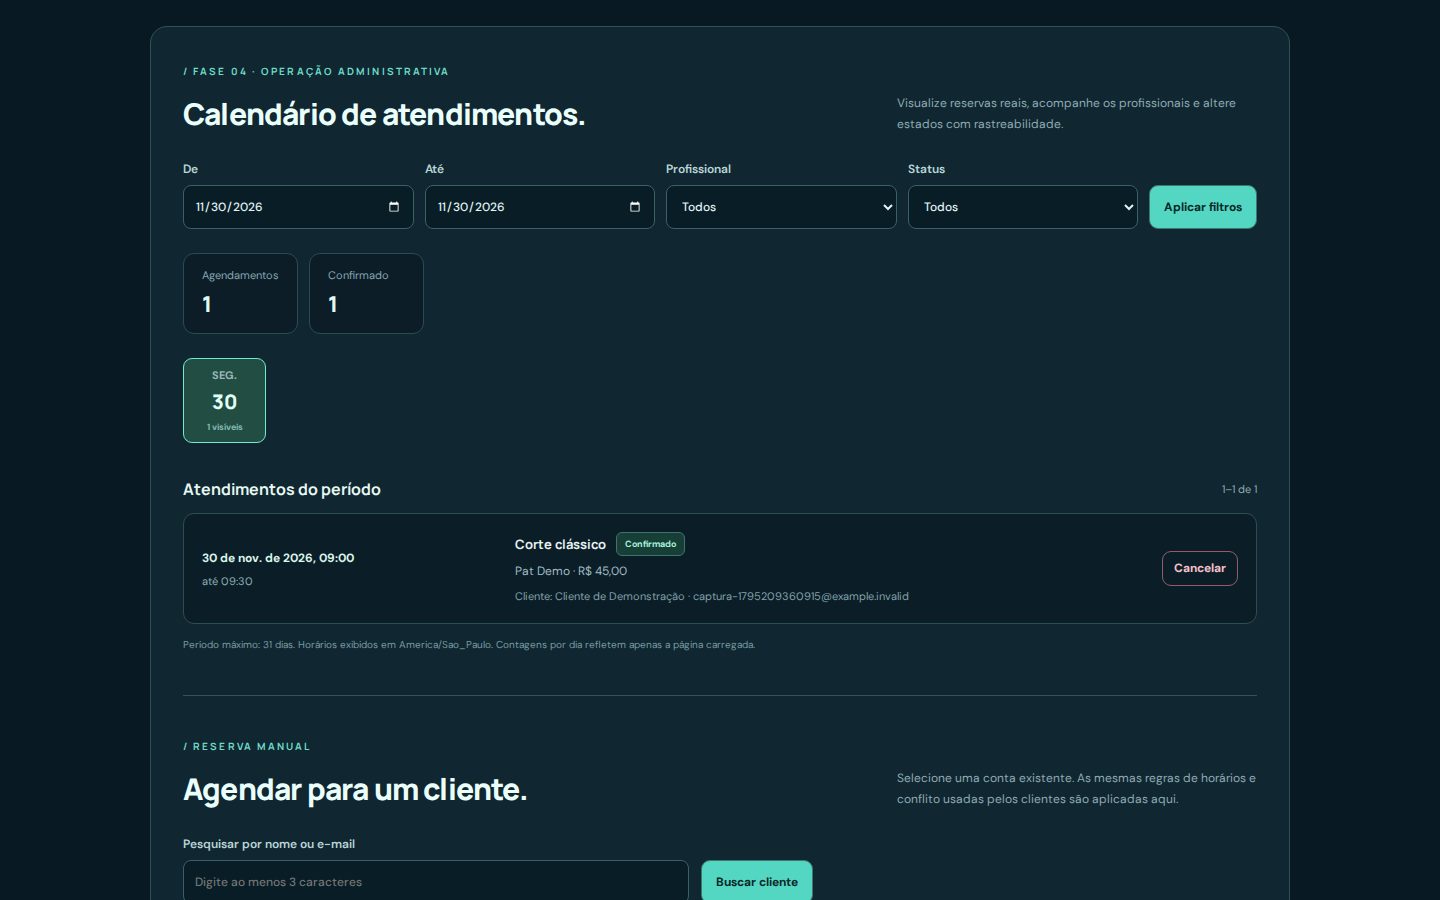 / FASE 04 · OPERAÇÃO ADMINISTRATIVA
Calendário de atendimentos.
Visualize reservas reais, acompanhe os profissionais e altere
estados com rastreabilidade.
De
Até
Profissional
Status
11/30/2026
11/30/2026
Todos
Todos
Aplicar filtros
Agendamentos
1
Confirmado
1
SEG.
30
1 visíveis
Atendimentos do período
1–1 de 1
30 de nov. de 2026, 09:00
até 09:30
Corte clássico
Confirmado
Pat Demo · R$ 45,00
Cliente: Cliente de Demonstração · captura-1795209360915@example.invalid
Cancelar
Período máximo: 31 dias. Horários exibidos em America/Sao_Paulo. Contagens por dia refletem apenas a página carregada.
/ RESERVA MANUAL
Agendar para um cliente.
Selecione uma conta existente. As mesmas regras de horários e
conflito usadas pelos clientes são aplicadas aqui.
Pesquisar por nome ou e-mail
Digite ao menos 3 caracteres
Buscar cliente